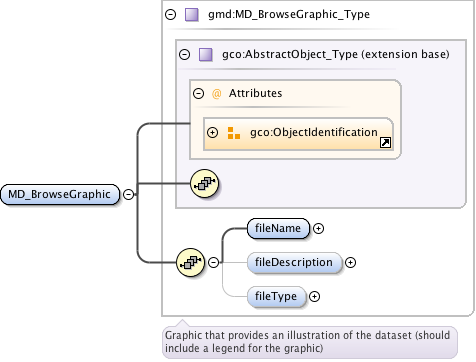 gmd:MD_BrowseGraphic_Type
gco:AbstractObject_Type (extension base)
@ Attributes
gco:ObjectIdentification
MD_BrowseGraphic
fileName
fileDescription
fileType
Graphic that provides an illustration of the dataset (should
include a legend for the graphic)